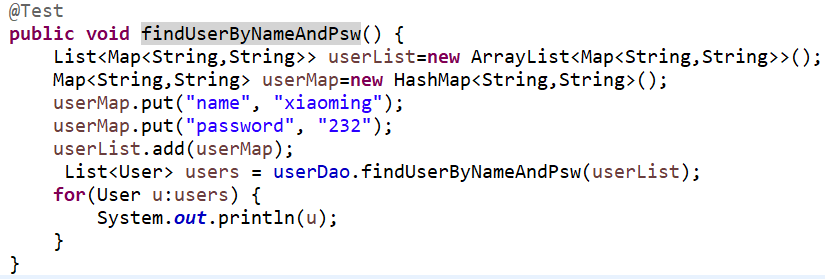 @Test
public void findUserByNameAndPsw() {
    List<Map<String,String>> userList=new ArrayList<Map<String,String>>();
    Map<String,String> userMap=new HashMap<String,String>();
    userMap.put("name", "xiaoming");
    userMap.put("password", "232");
    userList.add(userMap);
     List<User> users = userDao.findUserByNameAndPsw(userList);
    for(User u:users) {
        System.out.println(u);
    }
}